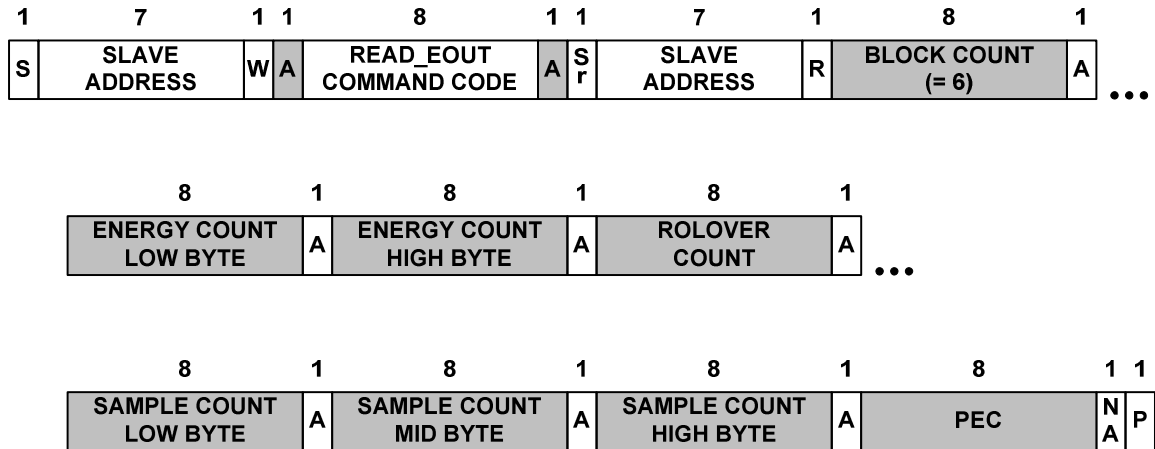 1 7 1 1 8 1 1 7 1 8 1
S SLAVE ADDRESS W A READ_EOUT COMMAND CODE A Sr SLAVE ADDRESS R BLOCK COUNT (= 6) A ...
8 1 8 1 8 1
ENERGY COUNT LOW BYTE A ENERGY COUNT HIGH BYTE A ROLOVER COUNT A ...
8 1 8 1 8 1 8 1 1
SAMPLE COUNT LOW BYTE A SAMPLE COUNT MID BYTE A SAMPLE COUNT HIGH BYTE A PEC NA P